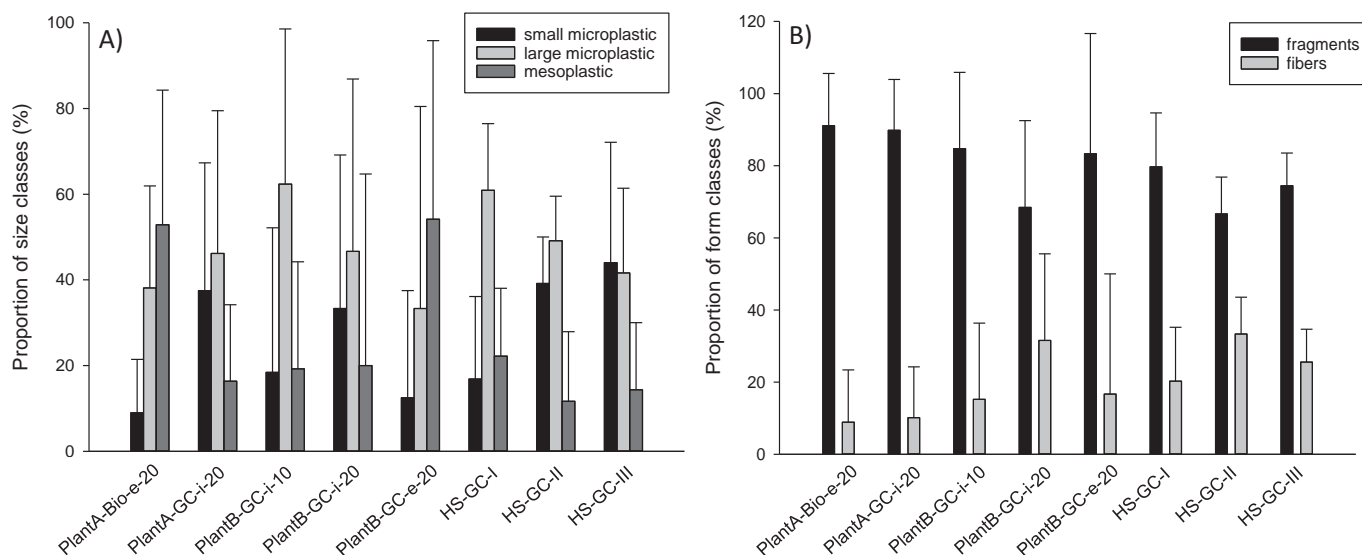 A)
small microplastic
large microplastic
mesoplastic
Proportion of size classes (%)
100
80
60
40
20
0
PlantA-Bio-e-20
PlantA-GC-i-20
PlantB-GC-i-10
PlantB-GC-i-20
PlantB-GC-e-20
HS-GC-I
HS-GC-II
HS-GC-III
B)
fragments
fibers
Proportion of form classes (%)
120
100
80
60
40
20
0
PlantA-Bio-e-20
PlantA-GC-i-20
PlantB-GC-i-10
PlantB-GC-i-20
PlantB-GC-e-20
HS-GC-I
HS-GC-II
HS-GC-III